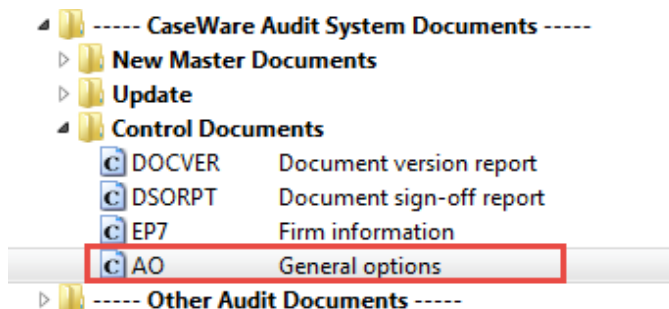 ----- CaseWare Audit System Documents -----
New Master Documents
Update
Control Documents
c DOCVER Document version report
c DSORPT Document sign-off report
c EP7 Firm information
c AO General options
----- Other Audit Documents -----